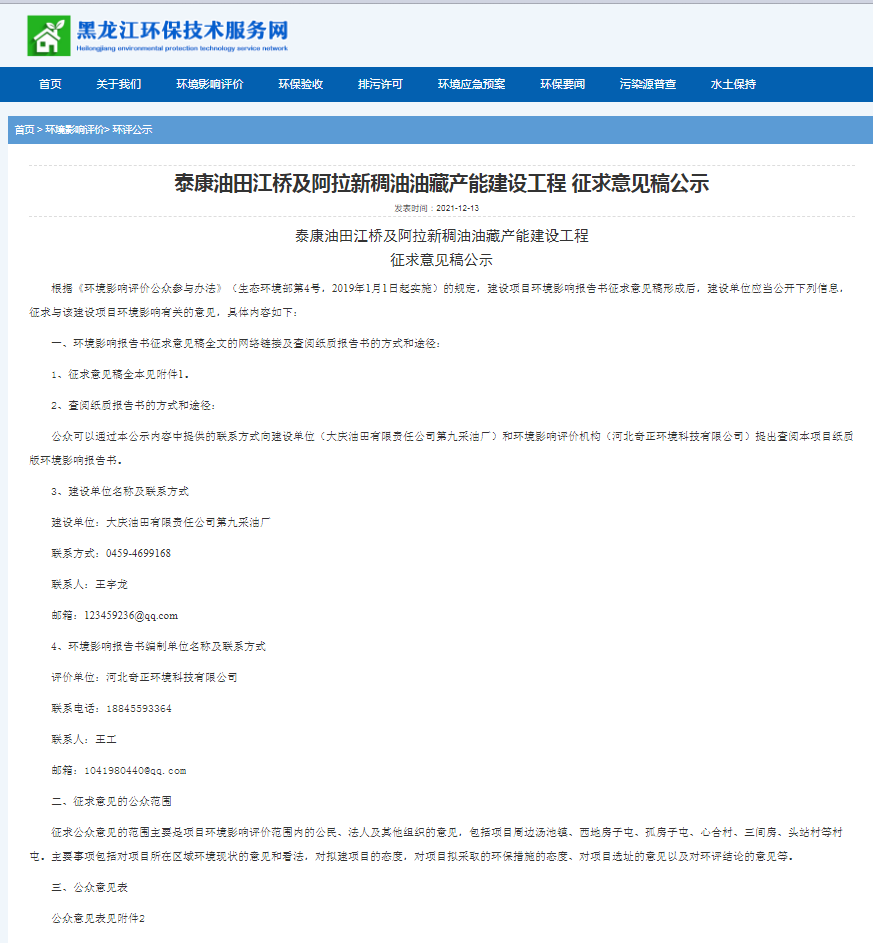 黑龙江环保技术服务网
Heilongjiang environmental protection technology service network
首页 关于我们 环境影响评价 环保验收 排污许可 环境应急预案 环保要闻 污染源普查 水土保持
首页 > 环境影响评价> 环评公示
泰康油田江桥及阿拉新稠油油藏产能建设工程 征求意见稿公示
发表时间：2021-12-13
泰康油田江桥及阿拉新稠油油藏产能建设工程
征求意见稿公示
根据《环境影响评价公众参与办法》（生态环境部第4号，2019年1月1日起实施）的规定，建设项目环境影响报告书征求意见稿形成后，建设单位应当公开下列信息，
征求与该建设项目环境影响有关的意见，具体内容如下：
一、环境影响报告书征求意见稿全文的网络链接及查阅纸质报告书的方式和途径：
1、征求意见稿全本见附件1。
2、查阅纸质报告书的方式和途径：
公众可以通过本公示内容中提供的联系方式向建设单位（大庆油田有限责任公司第九采油厂）和环境影响评价机构（河北奇正环境科技有限公司）提出查阅本项目纸质
版环境影响报告书。
3、建设单位名称及联系方式
建设单位：大庆油田有限责任公司第九采油厂
联系方式：0459-4699168
联系人：王宇龙
邮箱：123459236@qq.com
4、环境影响报告书编制单位名称及联系方式
评价单位：河北奇正环境科技有限公司
联系电话：18845593364
联系人：王工
邮箱：1041980440@qq.com
二、征求意见的公众范围
征求公众意见的范围主要是项目环境影响评价范围内的公民、法人及其他组织的意见，包括项目周边汤池镇、西地房子屯、孤房子屯、心合村、三间房、头站村等村
屯。主要事项包括对项目所在区域环境现状的意见和看法，对拟建项目的态度，对项目拟采取的环保措施的态度、对项目选址的意见以及对环评结论的意见等。
三、公众意见表
公众意见表见附件2